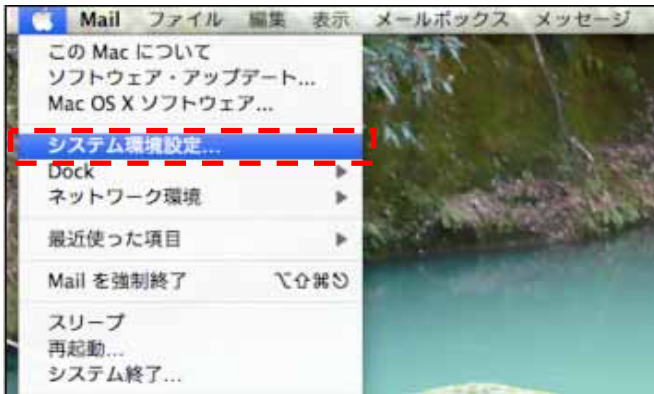 Mail ファイル 編集 表示 メールボックス メッセージ
この Mac について
ソフトウェア・アップデート...
Mac OS X ソフトウェア...
システム環境設定...
Dock
ネットワーク環境
最近使った項目
Mail を強制終了 ⌥⇧⌘⎋
スリープ
再起動...
システム終了...